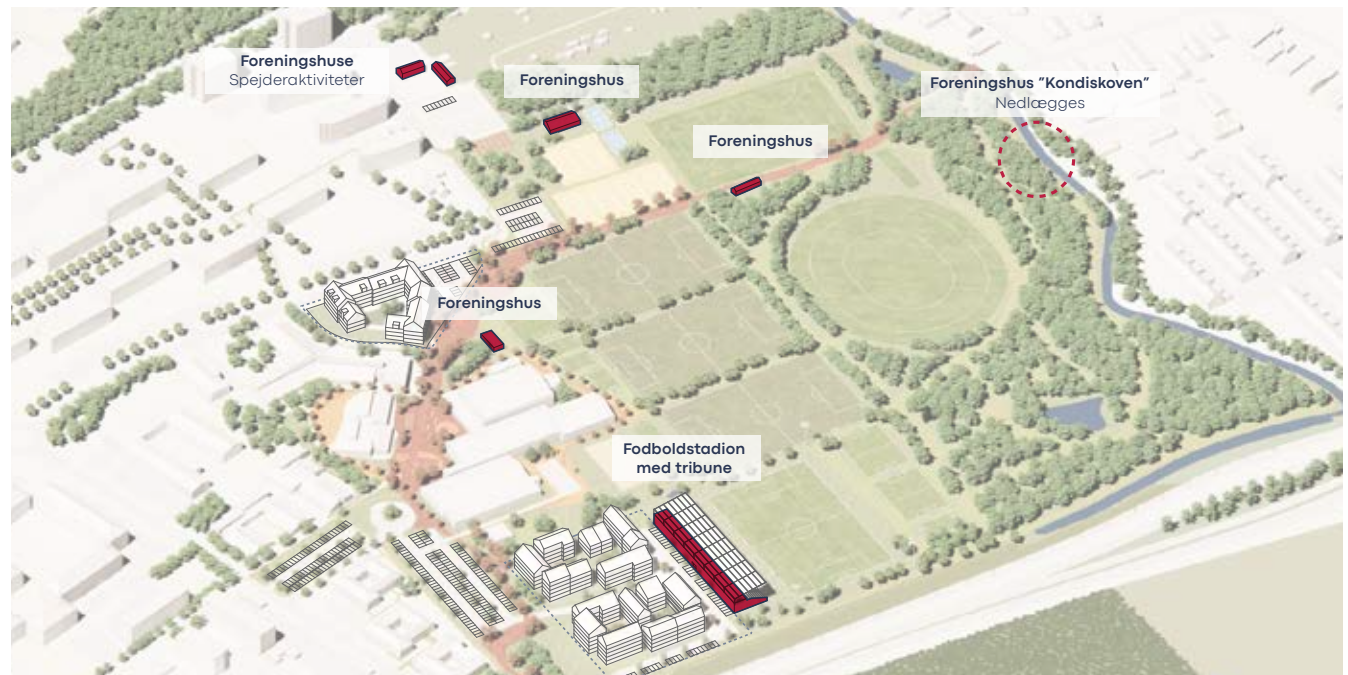 Foreningshuse
Spejderaktiviteter
Foreningshus
Foreningshus "Kondiskoven"
Nedlægges
Foreningshus
Foreningshus
Fodboldstadion
med tribune